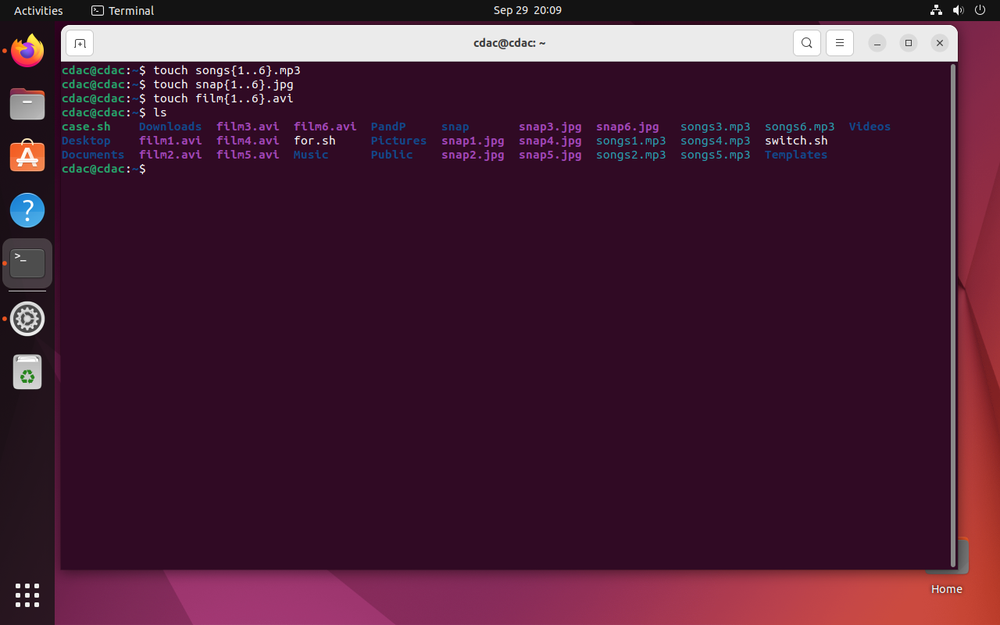 Activities Terminal Sep 29 20:09
cdac@cdac: ~
cdac@cdac:~$ touch songs{1..6}.mp3
cdac@cdac:~$ touch snap{1..6}.jpg
cdac@cdac:~$ touch film{1..6}.avi
cdac@cdac:~$ ls
case.sh Downloads film3.avi film6.avi PandP snap snap3.jpg snap6.jpg songs3.mp3 songs6.mp3 Videos
Desktop film1.avi film4.avi for.sh Pictures snap1.jpg snap4.jpg songs1.mp3 songs4.mp3 switch.sh
Documents film2.avi film5.avi Music Public snap2.jpg snap5.jpg songs2.mp3 songs5.mp3 Templates
cdac@cdac:~$
Home